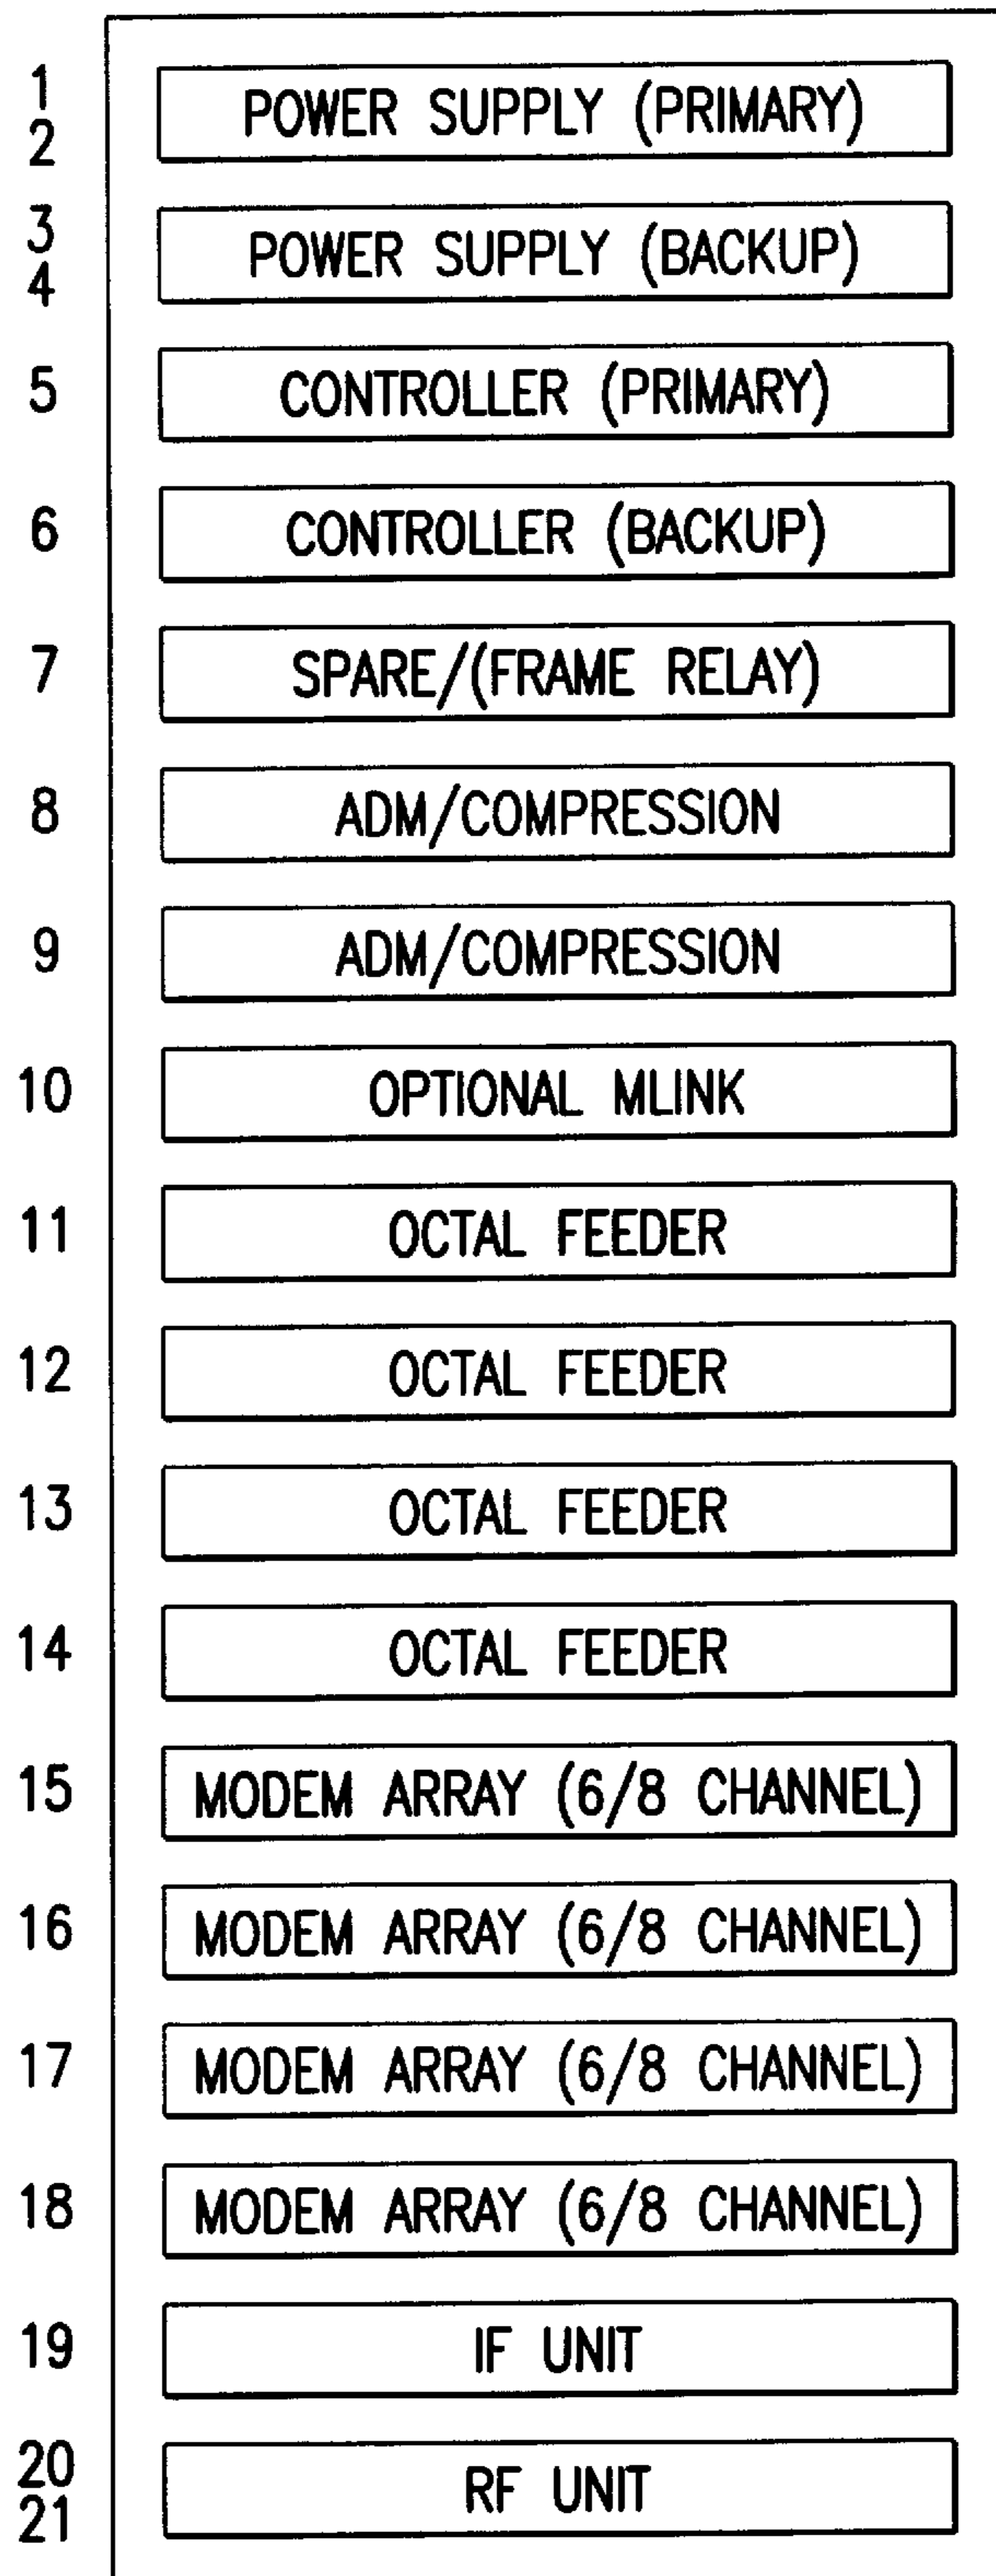 1
2
POWER SUPPLY (PRIMARY)
3
4
POWER SUPPLY (BACKUP)
5
CONTROLLER (PRIMARY)
6
CONTROLLER (BACKUP)
7
SPARE/(FRAME RELAY)
8
ADM/COMPRESSION
9
ADM/COMPRESSION
10
OPTIONAL MLINK
11
OCTAL FEEDER
12
OCTAL FEEDER
13
OCTAL FEEDER
14
OCTAL FEEDER
15
MODEM ARRAY (6/8 CHANNEL)
16
MODEM ARRAY (6/8 CHANNEL)
17
MODEM ARRAY (6/8 CHANNEL)
18
MODEM ARRAY (6/8 CHANNEL)
19
IF UNIT
20
21
RF UNIT